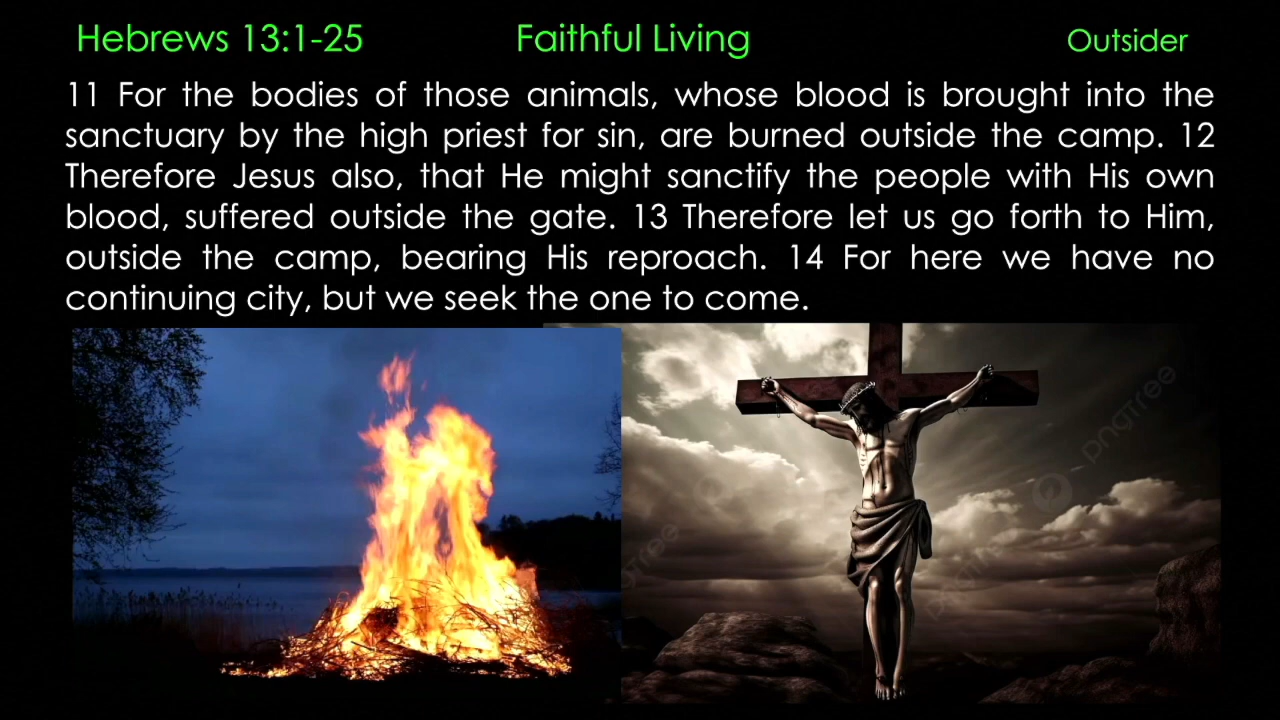 Hebrews 13:1-25 Faithful Living Outsider
11 For the bodies of those animals, whose blood is brought into the
sanctuary by the high priest for sin, are burned outside the camp. 12
Therefore Jesus also, that He might sanctify the people with His own
blood, suffered outside the gate. 13 Therefore let us go forth to Him,
outside the camp, bearing His reproach. 14 For here we have no
continuing city, but we seek the one to come.
pngtree
pngtree
pngtree